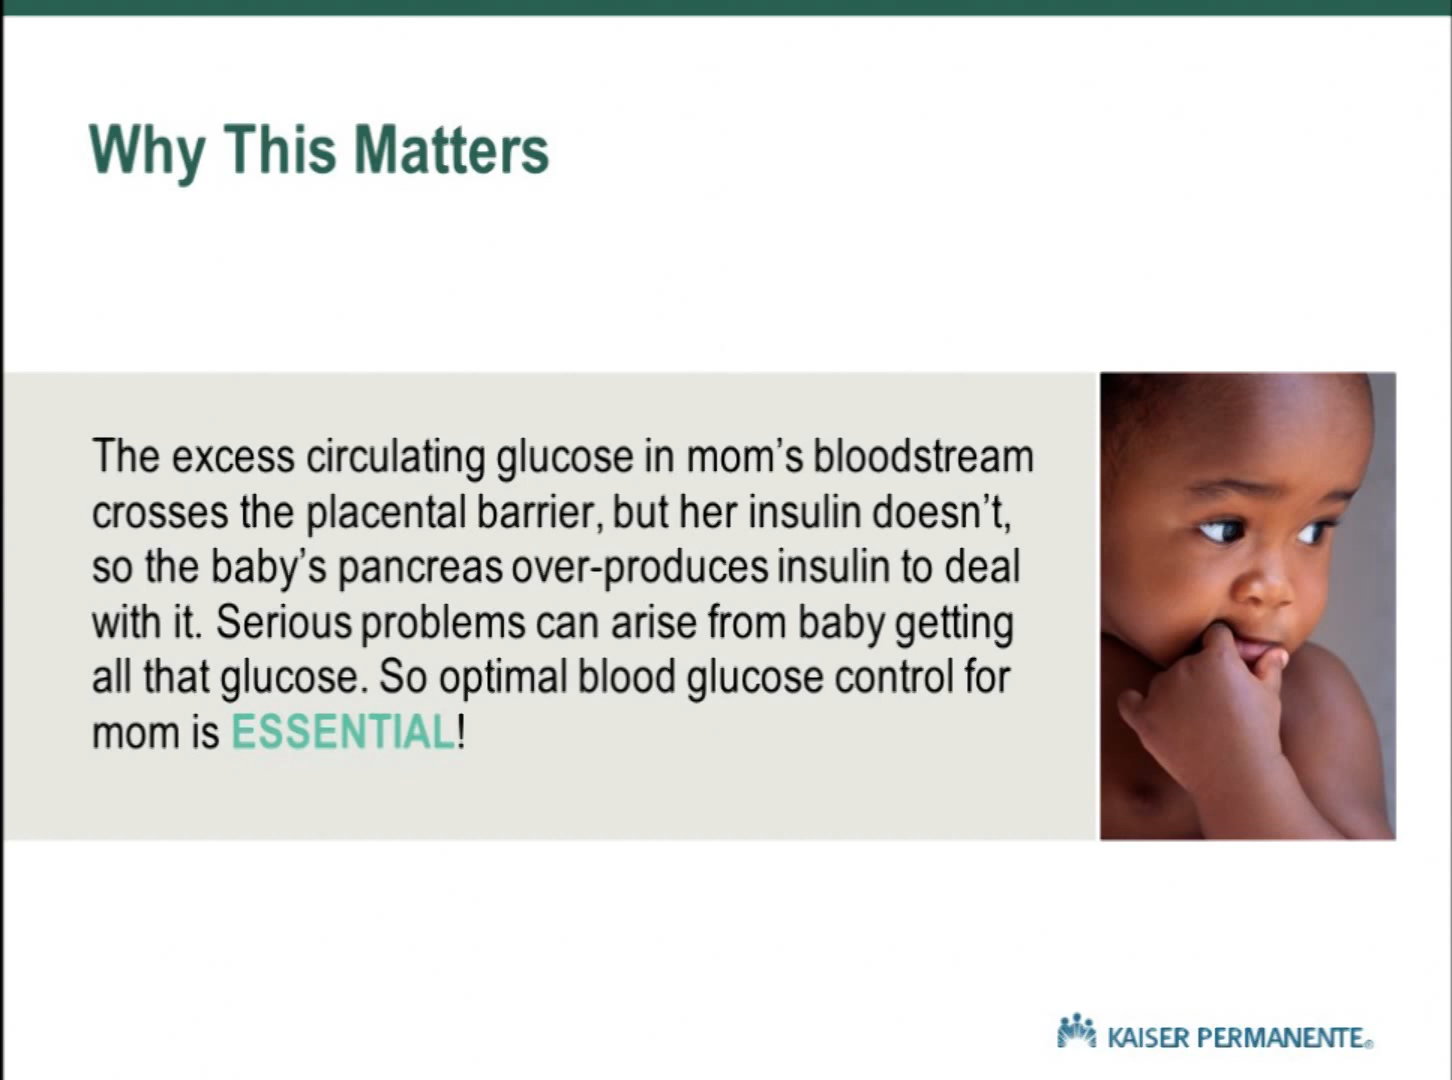 Why This Matters
The excess circulating glucose in mom’s bloodstream
crosses the placental barrier, but her insulin doesn’t,
so the baby’s pancreas over-produces insulin to deal
with it. Serious problems can arise from baby getting
all that glucose. So optimal blood glucose control for
mom is ESSENTIAL!
KAISER PERMANENTE®